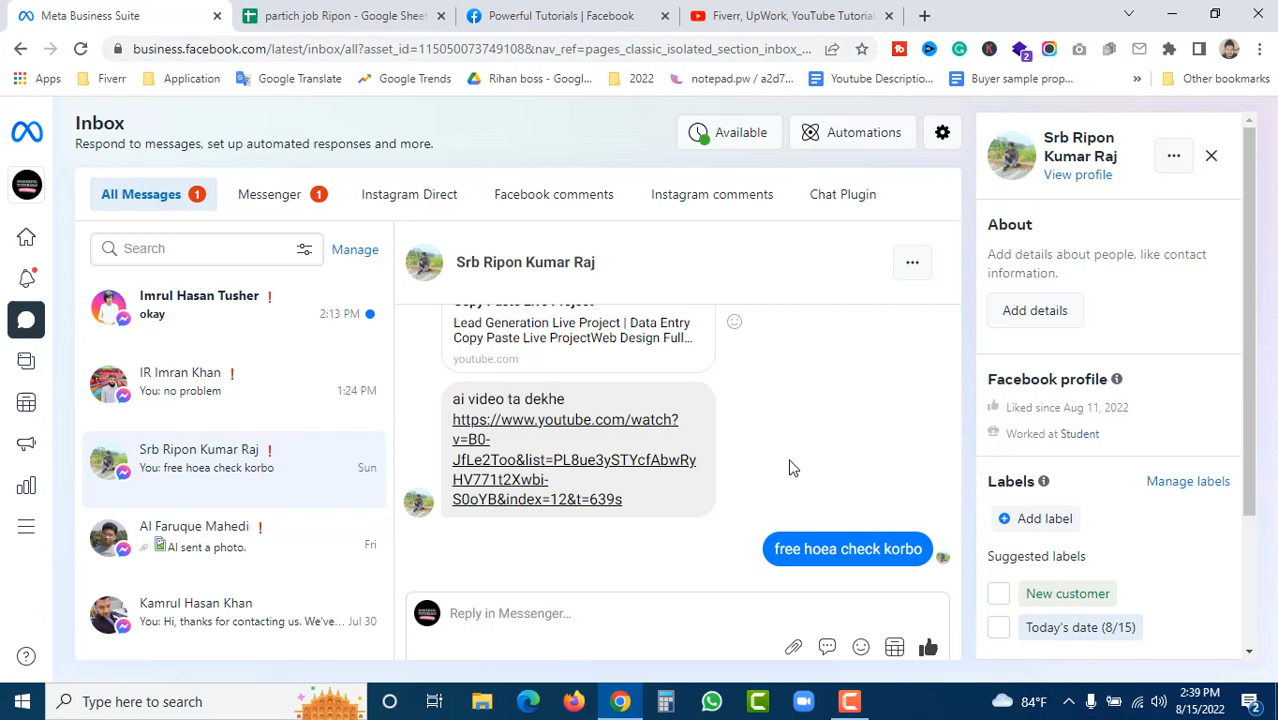 Meta Business Suite
partich job Ripon - Google Sheet
Powerful Tutorials | Facebook
Fiverr, UpWork, YouTube Tutorial
business.facebook.com/latest/inbox/all?asset_id=115050073749108&nav_ref=pages_classic_isolated_section_inbox_...
Apps
Fiverr
Application
Google Translate
Google Trends
Rihan boss - Googl...
2022
notepad.pw / a2d7...
Youtube Descriptio...
Buyer sample prop...
Other bookmarks
Inbox
Respond to messages, set up automated responses and more.
Available
Automations
All Messages 1
Messenger 1
Instagram Direct
Facebook comments
Instagram comments
Chat Plugin
Search
Manage
Imrul Hasan Tusher
okay
2:13 PM
IR Imran Khan
You: no problem
1:24 PM
Srb Ripon Kumar Raj
You: free hoea check korbo
Sun
Al Faruque Mahedi
Al sent a photo.
Fri
Kamrul Hasan Khan
You: Hi, thanks for contacting us. We've...
Jul 30
Srb Ripon Kumar Raj
Copy Paste Live Project
Lead Generation Live Project | Data Entry
Copy Paste Live ProjectWeb Design Full...
youtube.com
ai video ta dekhe
https://www.youtube.com/watch?
v=B0-
JfLe2Too&list=PL8ue3ySTYcfAbwRy
HV771t2Xwbi-
S0oYB&index=12&t=639s
free hoea check korbo
Reply in Messenger...
Srb Ripon
Kumar Raj
View profile
About
Add details about people, like contact
information.
Add details
Facebook profile
Liked since Aug 11, 2022
Worked at Student
Labels
Manage labels
Add label
Suggested labels
New customer
Today's date (8/15)
Type here to search
84°F
2:39 PM
8/15/2022
2